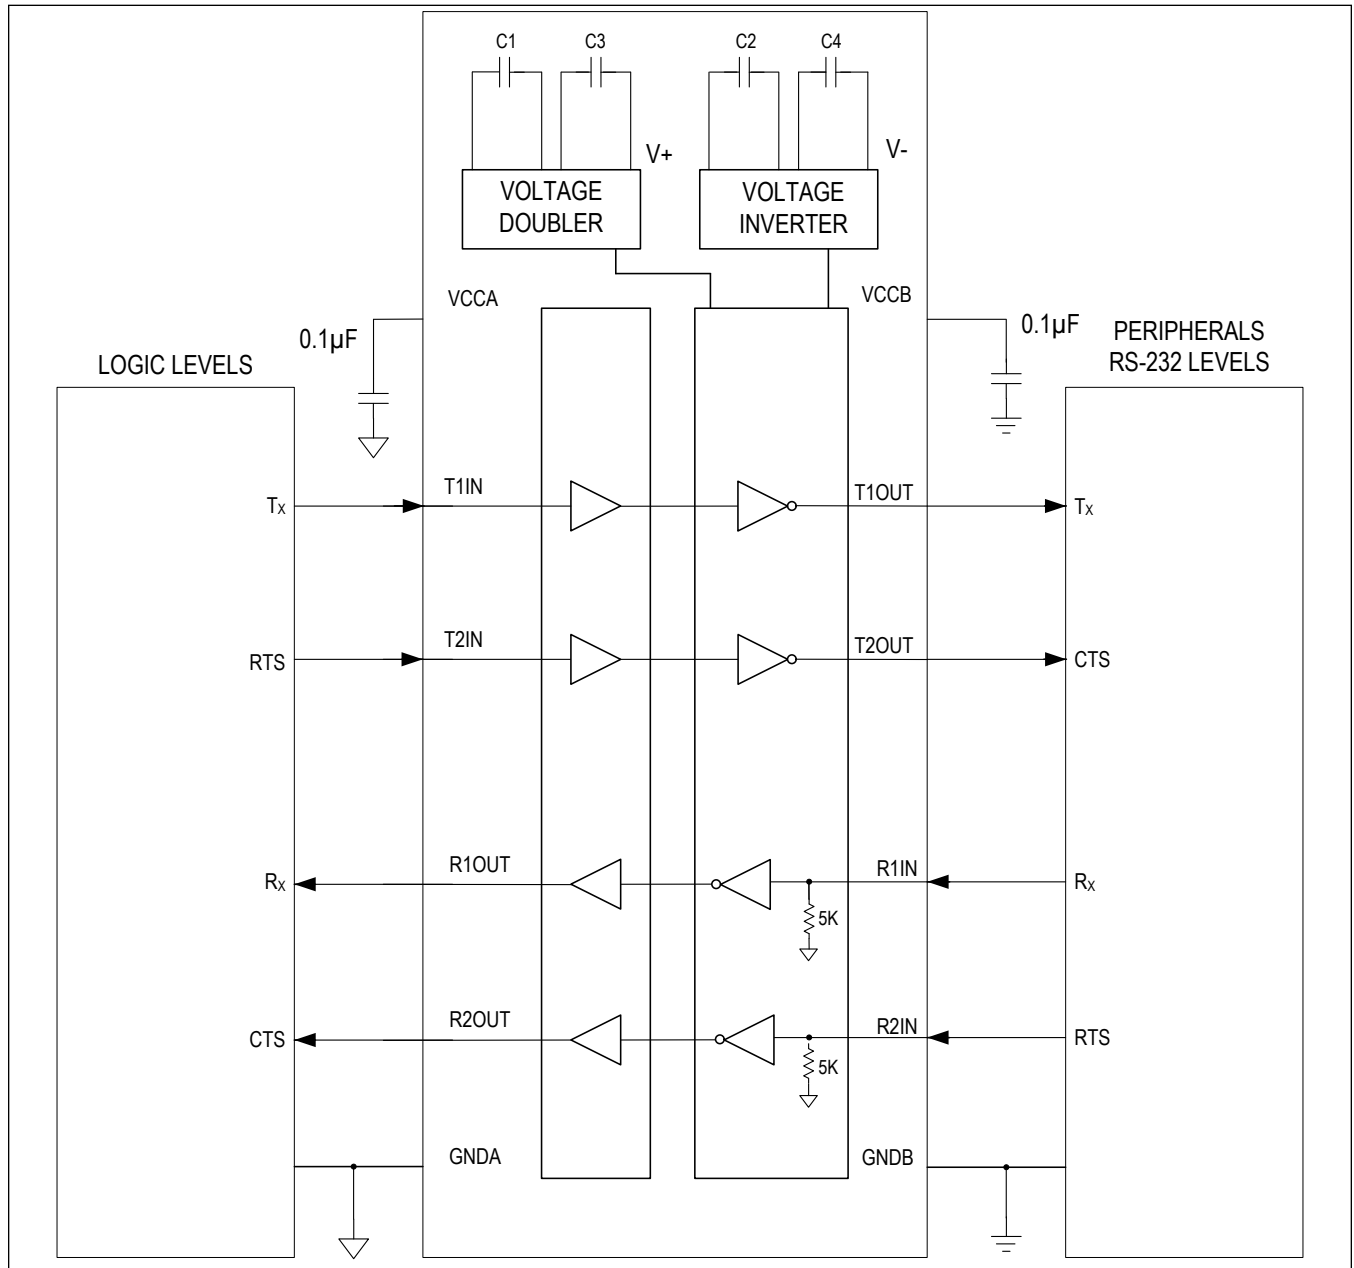 C1
C3
C2
C4
V+
V-
VOLTAGE
DOUBLER
VOLTAGE
INVERTER
VCCA
VCCB
0.1µF
0.1µF
LOGIC LEVELS
PERIPHERALS
RS-232 LEVELS
TX
T1IN
T1OUT
TX
RTS
T2IN
T2OUT
CTS
RX
R1OUT
R1IN
RX
5K
CTS
R2OUT
R2IN
RTS
5K
GNDA
GNDB